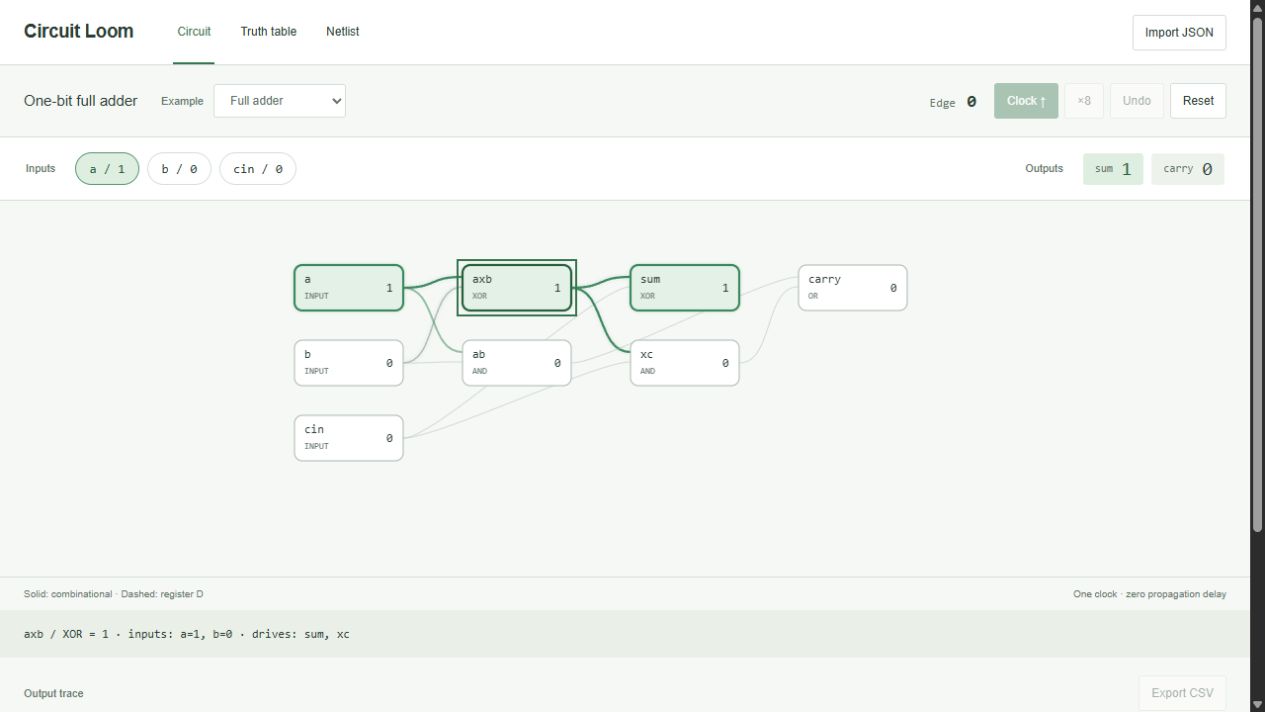 Circuit Loom Circuit Truth table Netlist Import JSON
One-bit full adder Example Full adder Edge 0 Clock ↑ ×8 Undo Reset
Inputs a / 1 b / 0 cin / 0 Outputs sum 1 carry 0
a INPUT 1
axb XOR 1
sum XOR 1
carry OR 0
b INPUT 0
ab AND 0
xc AND 0
cin INPUT 0
Solid: combinational · Dashed: register D One clock · zero propagation delay
axb / XOR = 1 · inputs: a=1, b=0 · drives: sum, xc
Output trace Export CSV